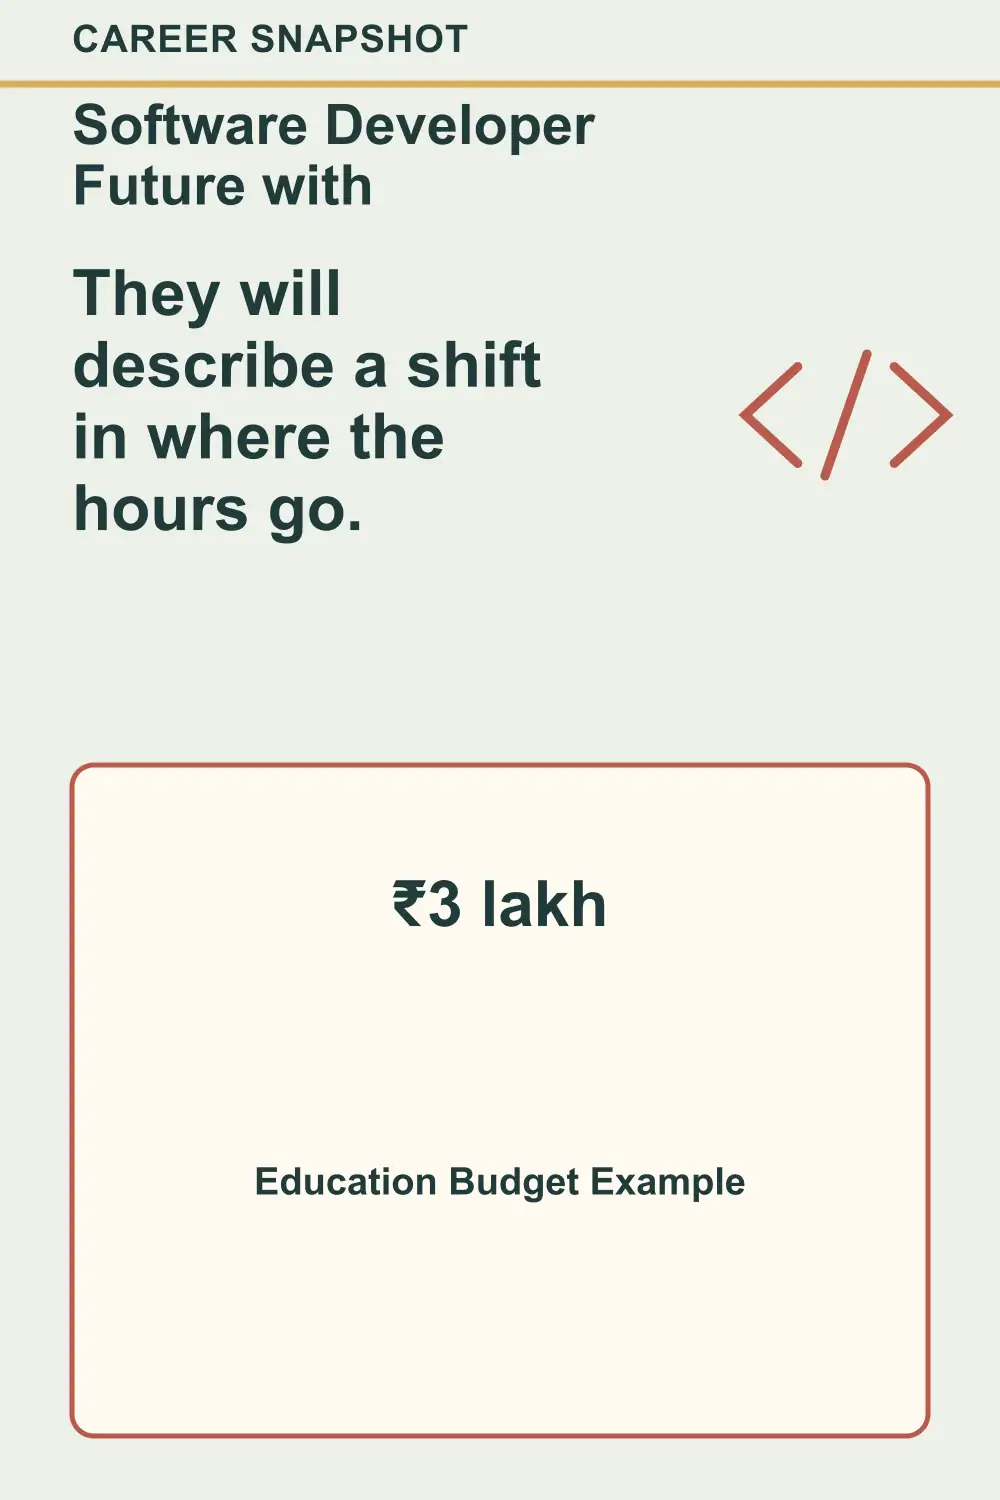 CAREER SNAPSHOT
Software Developer
Future with
They will
describe a shift
in where the
hours go.
₹3 lakh
Education Budget Example